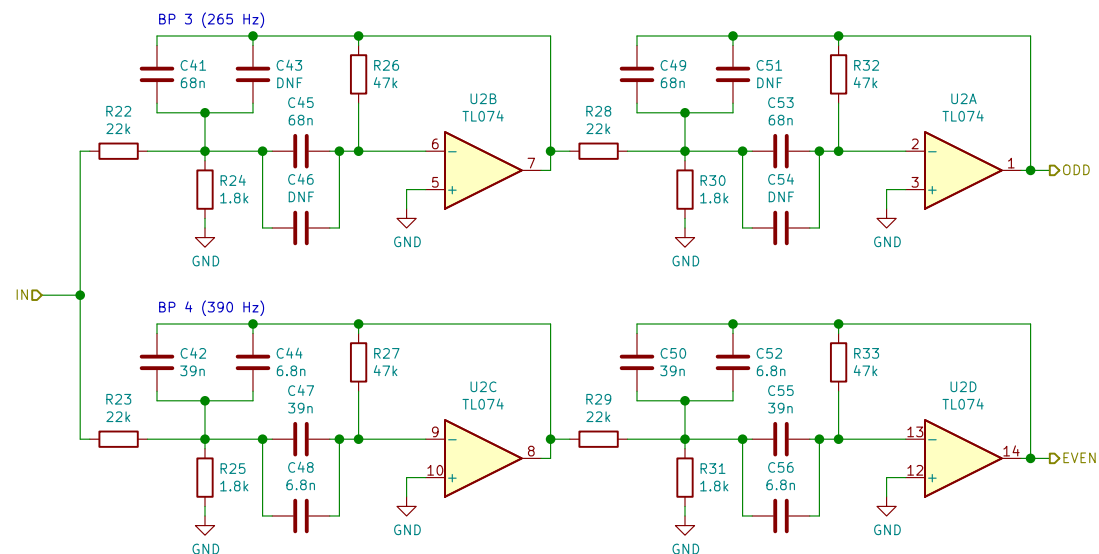 BP 3 (265 Hz)
C41
68n
C43
DNF
R26
47k
C45
68n
R22
22k
C46
DNF
R24
1.8k
GND
U2B
TL074
6
5
7
−
+
GND
C49
68n
C51
DNF
R32
47k
C53
68n
R28
22k
C54
DNF
R30
1.8k
GND
U2A
TL074
2
3
1
−
+
GND
ODD
IN
BP 4 (390 Hz)
C42
39n
C44
6.8n
R27
47k
C47
39n
R23
22k
C48
6.8n
R25
1.8k
GND
U2C
TL074
9
10
8
−
+
GND
C50
39n
C52
6.8n
R33
47k
C55
39n
R29
22k
C56
6.8n
R31
1.8k
GND
U2D
TL074
13
12
14
−
+
GND
EVEN